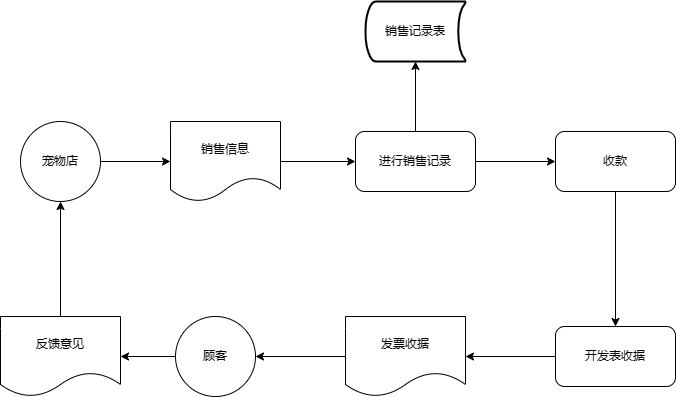 销售记录表
宠物店
销售信息
进行销售记录
收款
反馈意见
顾客
发票收据
开发表收据